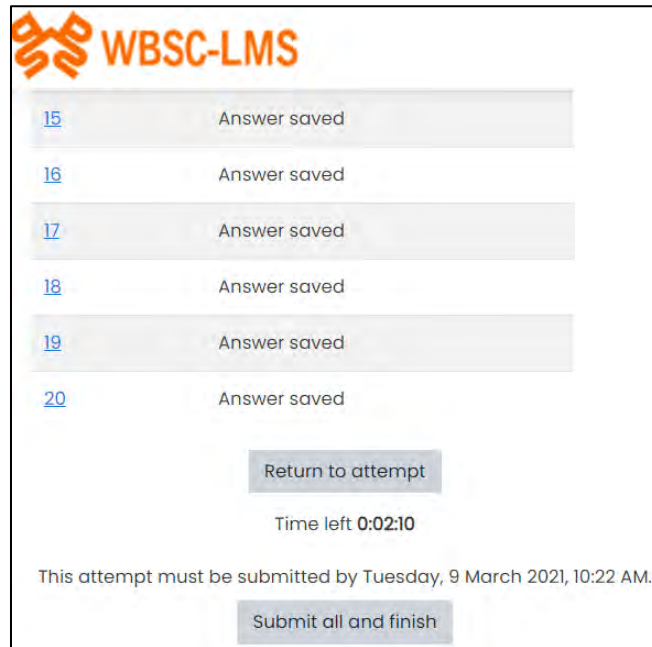 WBSC-LMS
15 Answer saved
16 Answer saved
17 Answer saved
18 Answer saved
19 Answer saved
20 Answer saved
Return to attempt
Time left 0:02:10
This attempt must be submitted by Tuesday, 9 March 2021, 10:22 AM.
Submit all and finish